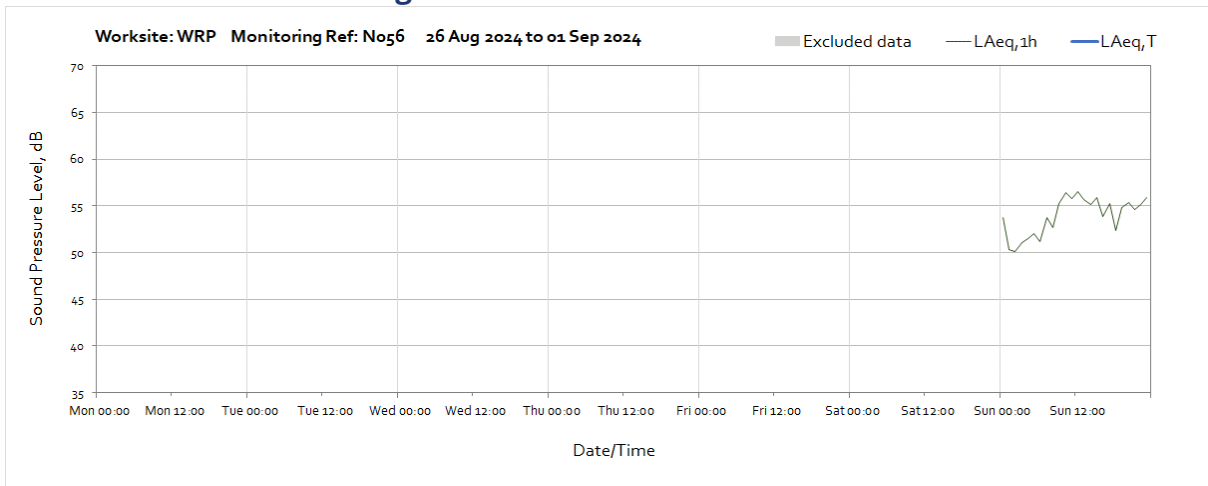 Worksite: WRP Monitoring Ref: N056 26 Aug 2024 to 01 Sep 2024
Excluded data LAeq,1h LAeq,T
Sound Pressure Level, dB
70
65
60
55
50
45
40
35
Mon 00:00 Mon 12:00 Tue 00:00 Tue 12:00 Wed 00:00 Wed 12:00 Thu 00:00 Thu 12:00 Fri 00:00 Fri 12:00 Sat 00:00 Sat 12:00 Sun 00:00 Sun 12:00
Date/Time